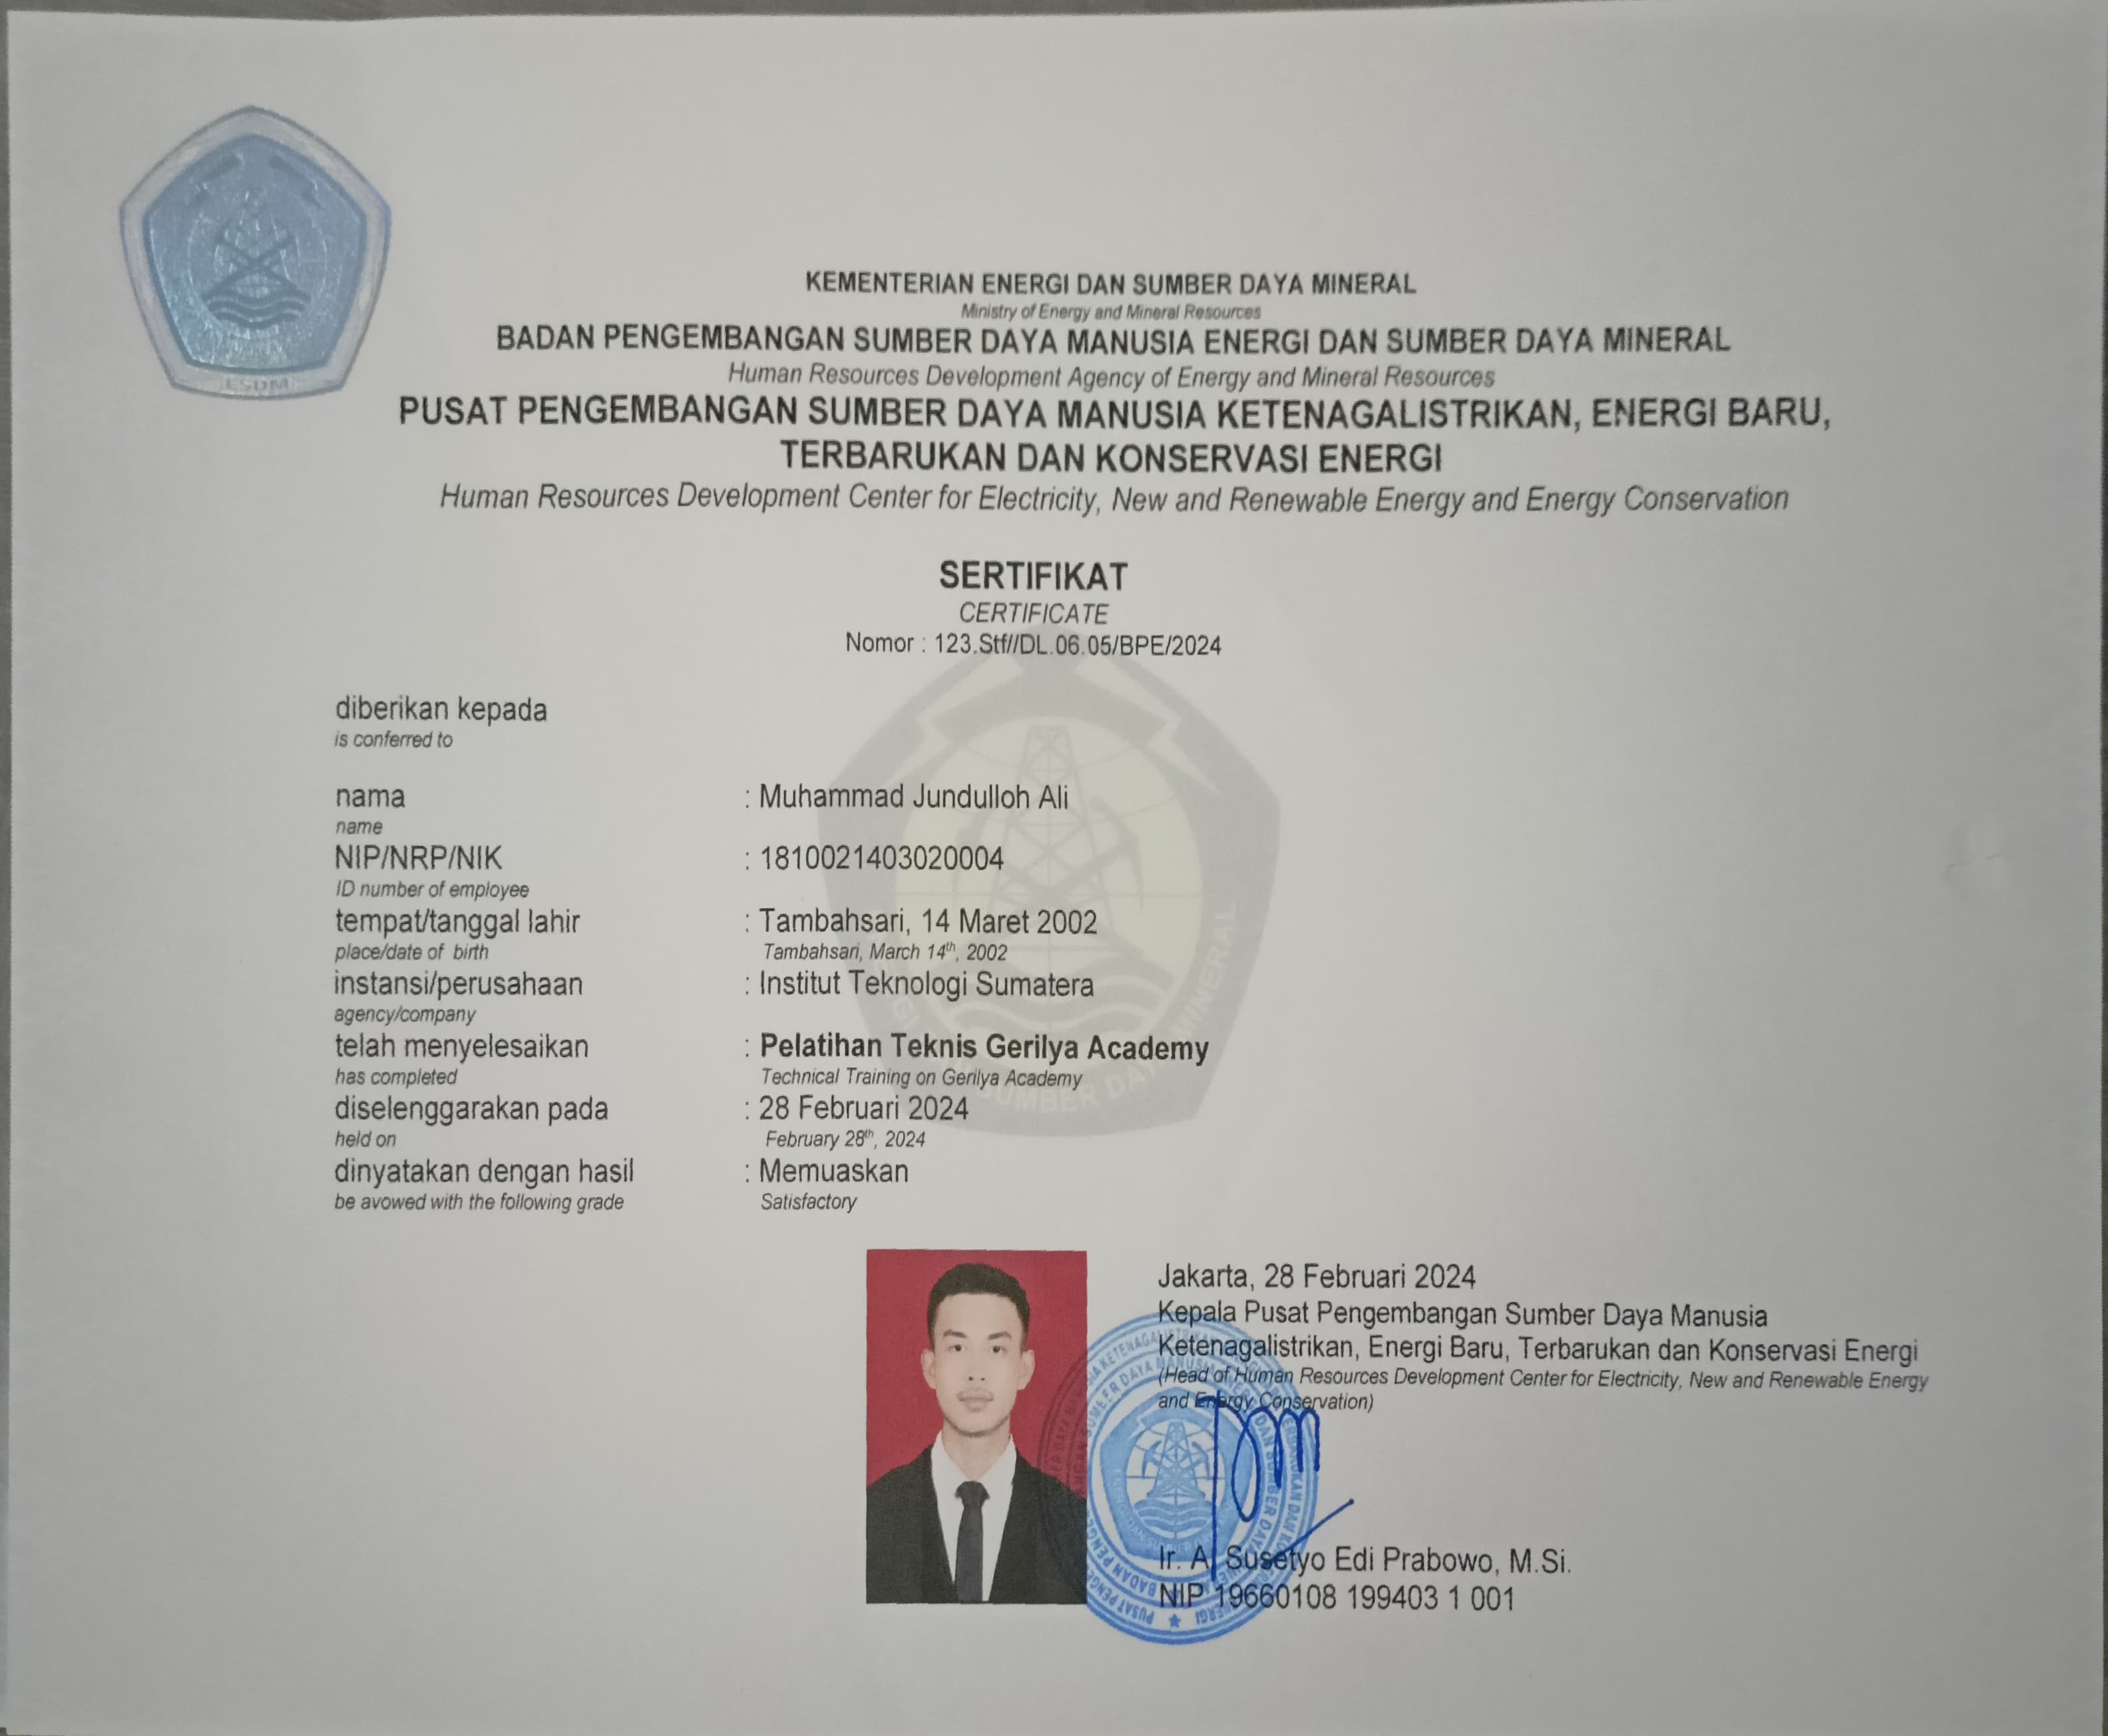 ESDM
KEMENTERIAN ENERGI DAN SUMBER DAYA MINERAL
Ministry of Energy and Mineral Resources
BADAN PENGEMBANGAN SUMBER DAYA MANUSIA ENERGI DAN SUMBER DAYA MINERAL
Human Resources Development Agency of Energy and Mineral Resources
PUSAT PENGEMBANGAN SUMBER DAYA MANUSIA KETENAGALISTRIKAN, ENERGI BARU,
TERBARUKAN DAN KONSERVASI ENERGI
Human Resources Development Center for Electricity, New and Renewable Energy and Energy Conservation
SERTIFIKAT
CERTIFICATE
Nomor : 123.Stf//DL.06.05/BPE/2024
diberikan kepada
is conferred to
nama : Muhammad Jundulloh Ali
name
NIP/NRP/NIK : 1810021403020004
ID number of employee
tempat/tanggal lahir : Tambahsari, 14 Maret 2002
place/date of birth Tambahsari, March 14th, 2002
instansi/perusahaan : Institut Teknologi Sumatera
agency/company
telah menyelesaikan : Pelatihan Teknis Gerilya Academy
has completed Technical Training on Gerilya Academy
diselenggarakan pada : 28 Februari 2024
held on February 28th, 2024
dinyatakan dengan hasil : Memuaskan
be avowed with the following grade Satisfactory
Jakarta, 28 Februari 2024
Kepala Pusat Pengembangan Sumber Daya Manusia
Ketenagalistrikan, Energi Baru, Terbarukan dan Konservasi Energi
(Head of Human Resources Development Center for Electricity, New and Renewable Energy
and Energy Conservation)
Ir. A. Susetyo Edi Prabowo, M.Si.
NIP 19660108 199403 1 001